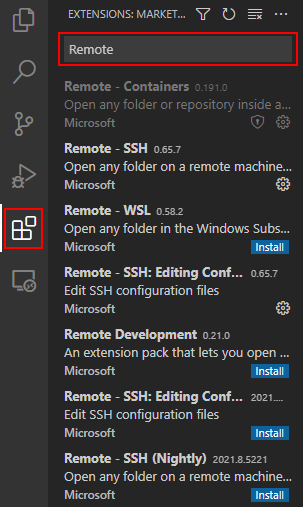 EXTENSIONS: MARKET...
Remote
Remote - Containers 0.191.0
Open any folder or repository inside a...
Microsoft
Remote - SSH 0.65.7
Open any folder on a remote machine...
Microsoft
Remote - WSL 0.58.2
Open any folder in the Windows Subs...
Microsoft Install
Remote - SSH: Editing Conf... 0.65.7
Edit SSH configuration files
Microsoft
Remote Development 0.21.0
An extension pack that lets you open ...
Microsoft Install
Remote - SSH: Editing Conf... 2021....
Edit SSH configuration files
Microsoft Install
Remote - SSH (Nightly) 2021.8.5221
Open any folder on a remote machine...
Microsoft Install